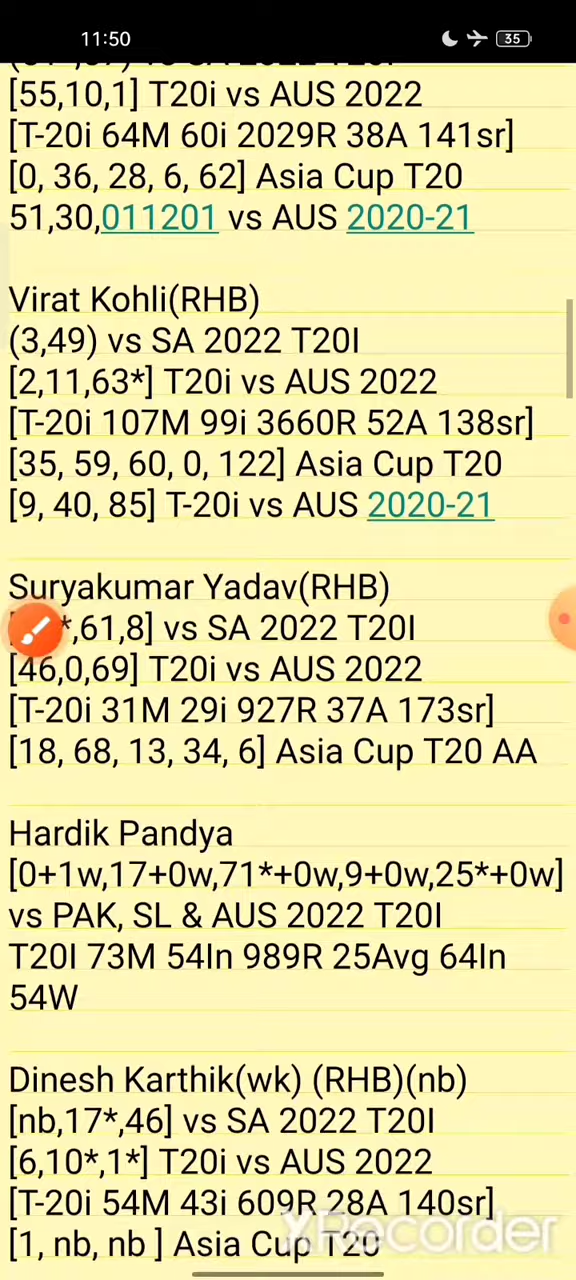 11:50
35
[55,10,1] T20i vs AUS 2022
[T-20i 64M 60i 2029R 38A 141sr]
[0, 36, 28, 6, 62] Asia Cup T20
51,30,011201 vs AUS 2020-21
Virat Kohli(RHB)
(3,49) vs SA 2022 T20I
[2,11,63*] T20i vs AUS 2022
[T-20i 107M 99i 3660R 52A 138sr]
[35, 59, 60, 0, 122] Asia Cup T20
[9, 40, 85] T-20i vs AUS 2020-21
Suryakumar Yadav(RHB)
*,61,8] vs SA 2022 T20I
[46,0,69] T20i vs AUS 2022
[T-20i 31M 29i 927R 37A 173sr]
[18, 68, 13, 34, 6] Asia Cup T20 AA
Hardik Pandya
[0+1w,17+0w,71*+0w,9+0w,25*+0w]
vs PAK, SL & AUS 2022 T20I
T20I 73M 54In 989R 25Avg 64In
54W
Dinesh Karthik(wk) (RHB)(nb)
[nb,17*,46] vs SA 2022 T20I
[6,10*,1*] T20i vs AUS 2022
[T-20i 54M 43i 609R 28A 140sr]
[1, nb, nb ] Asia Cup T20
XRecorder